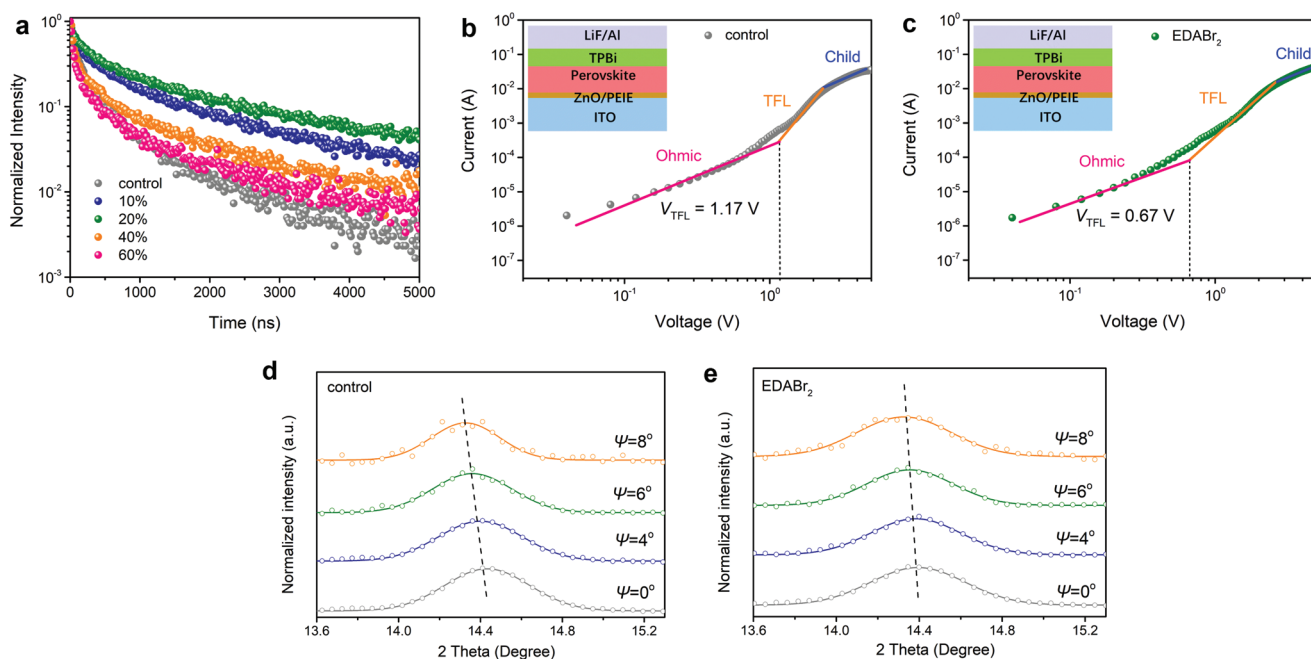 a
Normalized Intensity
10⁰
10⁻¹
10⁻²
10⁻³
control
10%
20%
40%
60%
0
1000
2000
3000
4000
5000
Time (ns)
b
Current (A)
10⁰
10⁻¹
10⁻²
10⁻³
10⁻⁴
10⁻⁵
10⁻⁶
10⁻⁷
LiF/Al
TPBi
Perovskite
ZnO/PEIE
ITO
control
Child
TFL
Ohmic
V_TFL = 1.17 V
10⁻¹
10⁰
Voltage (V)
c
Current (A)
10⁰
10⁻¹
10⁻²
10⁻³
10⁻⁴
10⁻⁵
10⁻⁶
10⁻⁷
LiF/Al
TPBi
Perovskite
ZnO/PEIE
ITO
EDABr₂
Child
TFL
Ohmic
V_TFL = 0.67 V
10⁻¹
10⁰
Voltage (V)
d
Normalized intensity (a.u.)
control
Ψ=8°
Ψ=6°
Ψ=4°
Ψ=0°
13.6
14.0
14.4
14.8
15.2
2 Theta (Degree)
e
Normalized intensity (a.u.)
EDABr₂
Ψ=8°
Ψ=6°
Ψ=4°
Ψ=0°
13.6
14.0
14.4
14.8
15.2
2 Theta (Degree)